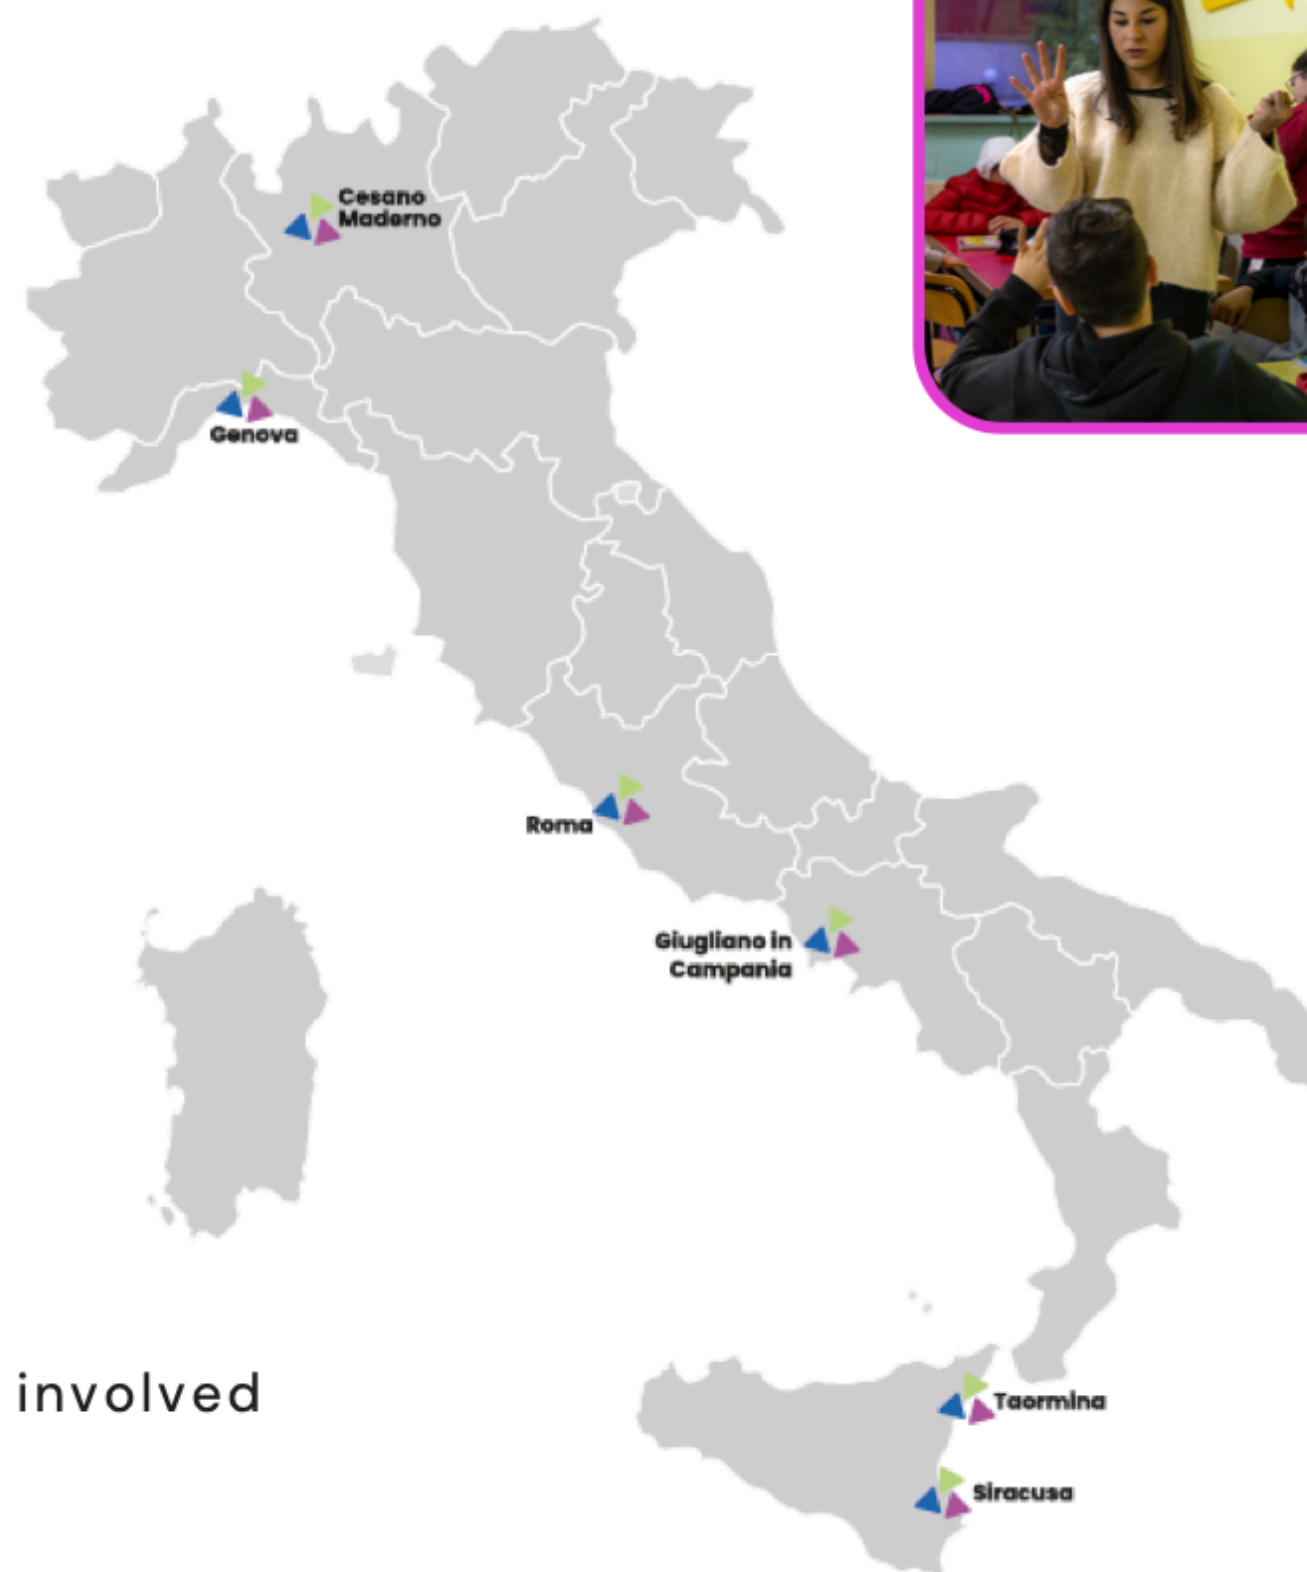 Cesano
Maderno
Genova
Roma
Giugliano in
Campania
involved
Taormina
Siracusa